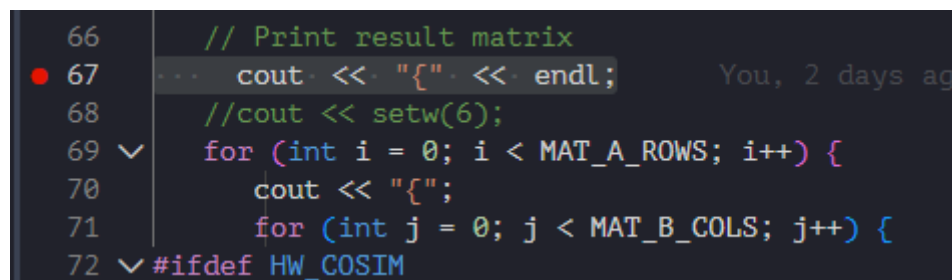 66 // Print result matrix
67 cout << "{" << endl; You, 2 days
68 //cout << setw(6);
69 for (int i = 0; i < MAT_A_ROWS; i++) {
70 cout << "{";
71 for (int j = 0; j < MAT_B_COLS; j++) {
72 #ifdef HW_COSIM